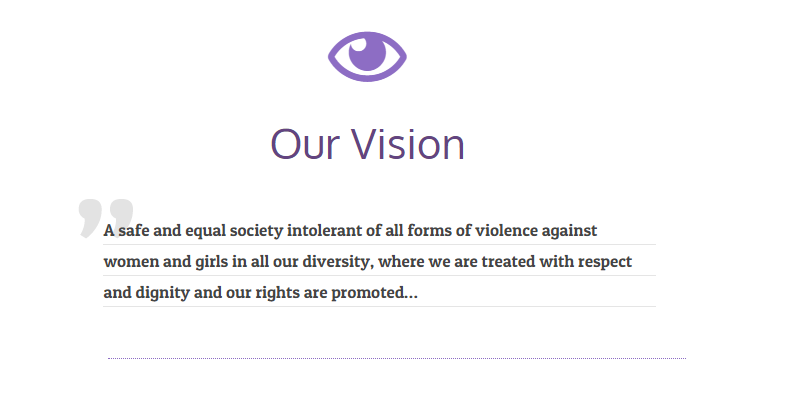 Our Vision
A safe and equal society intolerant of all forms of violence against
women and girls in all our diversity, where we are treated with respect
and dignity and our rights are promoted...